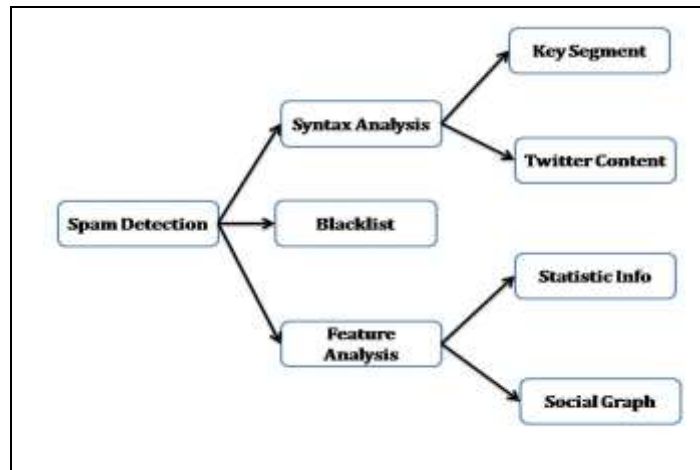 Key Segment
Syntax Analysis
Twitter Content
Spam Detection
Blacklist
Statistic Info
Feature
Analysis
Social Graph